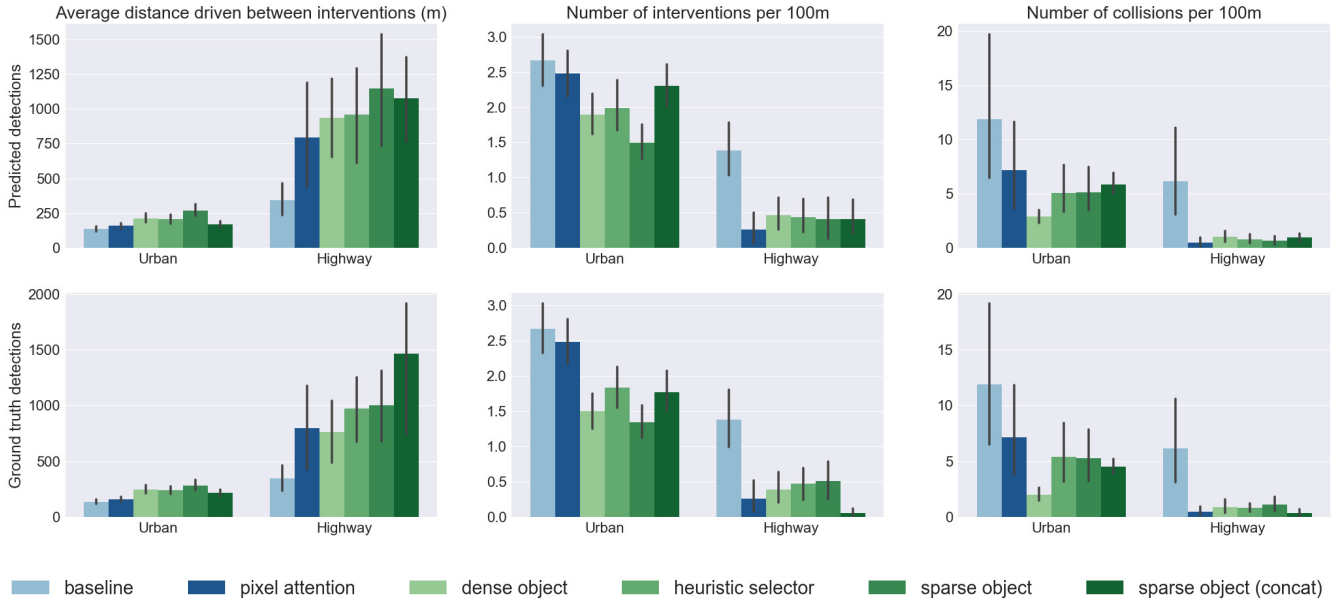 Average distance driven between interventions (m)
Number of interventions per 100m
Number of collisions per 100m
Predicted detections
1500
1250
1000
750
500
250
0
Urban
Highway
3.0
2.5
2.0
1.5
1.0
0.5
0.0
Urban
Highway
20
15
10
5
0
Urban
Highway
Ground truth detections
2000
1500
1000
500
0
Urban
Highway
3.0
2.5
2.0
1.5
1.0
0.5
0.0
Urban
Highway
20
15
10
5
0
Urban
Highway
baseline
pixel attention
dense object
heuristic selector
sparse object
sparse object (concat)